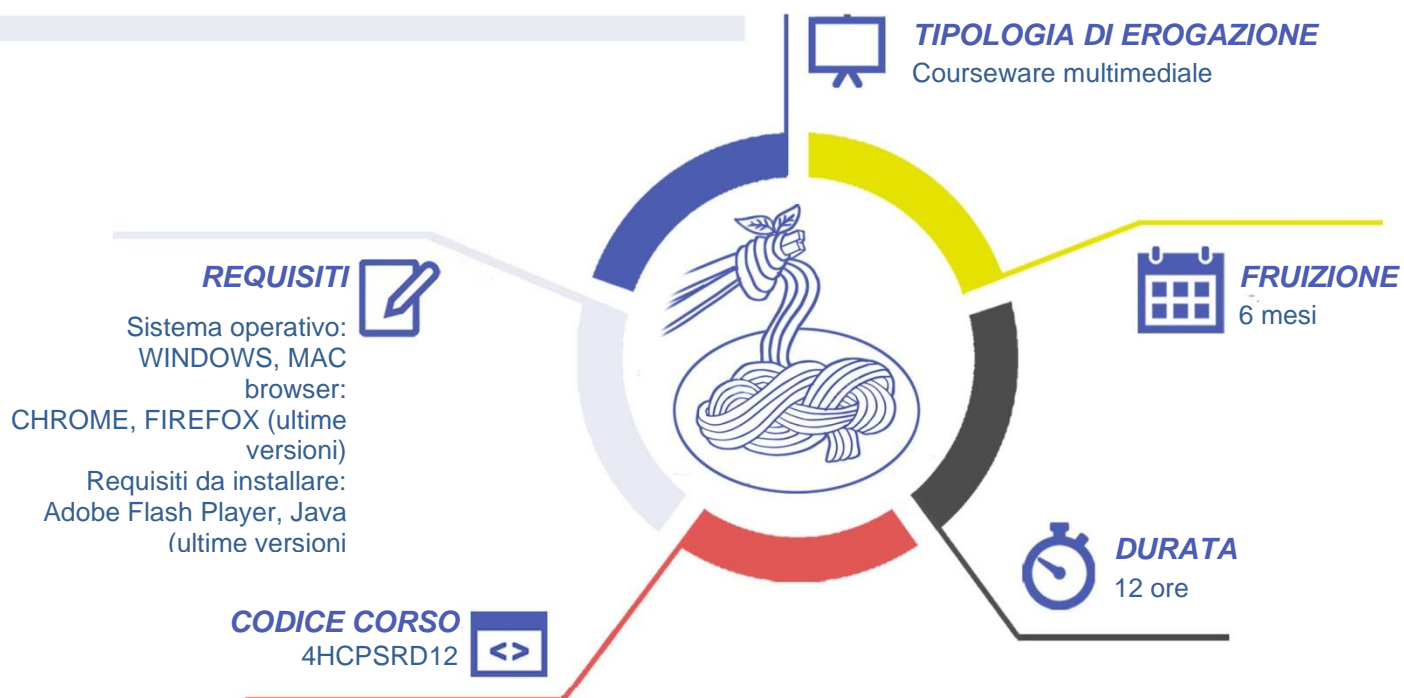 TIPOLOGIA DI EROGAZIONE
Courseware multimediale
REQUISITI
Sistema operativo:
WINDOWS, MAC
browser:
CHROME, FIREFOX (ultime
versioni)
Requisiti da installare:
Adobe Flash Player, Java
(ultime versioni
FRUIZIONE
6 mesi
DURATA
12 ore
CODICE CORSO
4HCPSRD12